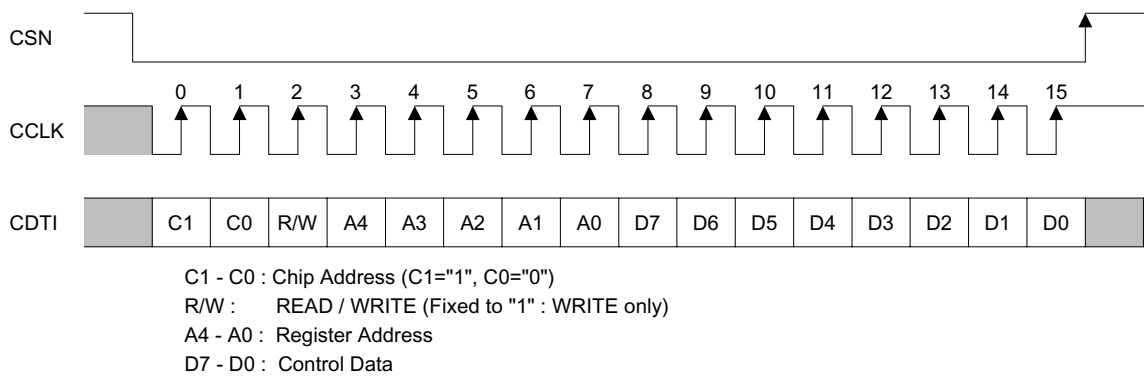 CSN
0 1 2 3 4 5 6 7 8 9 10 11 12 13 14 15
CCLK
CDTI C1 C0 R/W A4 A3 A2 A1 A0 D7 D6 D5 D4 D3 D2 D1 D0
C1 - C0 : Chip Address (C1="1", C0="0")
R/W : READ / WRITE (Fixed to "1" : WRITE only)
A4 - A0 : Register Address
D7 - D0 : Control Data